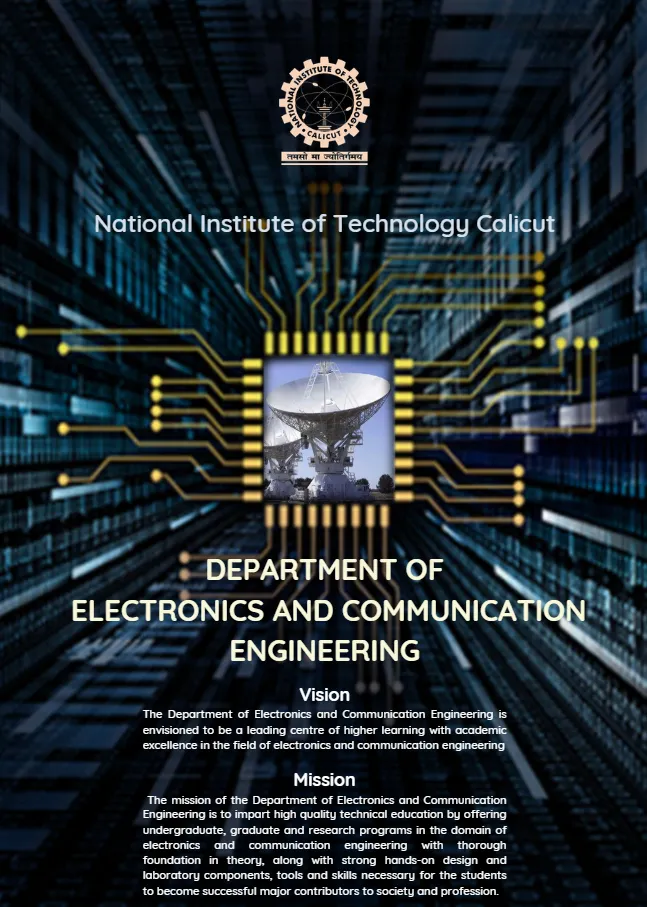 NATIONAL INSTITUTE OF TECHNOLOGY
• CALICUT •
तमसो मा ज्योतिर्गमय
National Institute of Technology Calicut
DEPARTMENT OF
ELECTRONICS AND COMMUNICATION
ENGINEERING
Vision
The Department of Electronics and Communication Engineering is
envisioned to be a leading centre of higher learning with academic
excellence in the field of electronics and communication engineering
Mission
The mission of the Department of Electronics and Communication
Engineering is to impart high quality technical education by offering
undergraduate, graduate and research programs in the domain of
electronics and communication engineering with thorough
foundation in theory, along with strong hands-on design and
laboratory components, tools and skills necessary for the students
to become successful major contributors to society and profession.